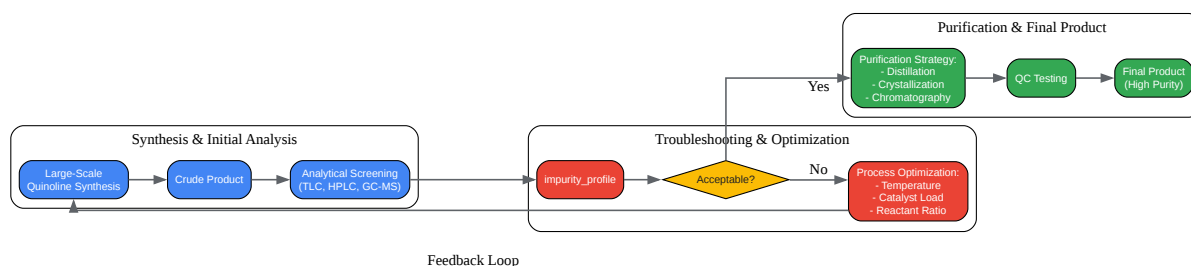 Purification & Final Product
Purification Strategy:
- Distillation
- Crystallization
- Chromatography
QC Testing
Final Product
(High Purity)
Yes
Synthesis & Initial Analysis
Large-Scale
Quinoline Synthesis
Crude Product
Analytical Screening
(TLC, HPLC, GC-MS)
Troubleshooting & Optimization
impurity_profile
Acceptable?
No
Process Optimization:
- Temperature
- Catalyst Load
- Reactant Ratio
Feedback Loop